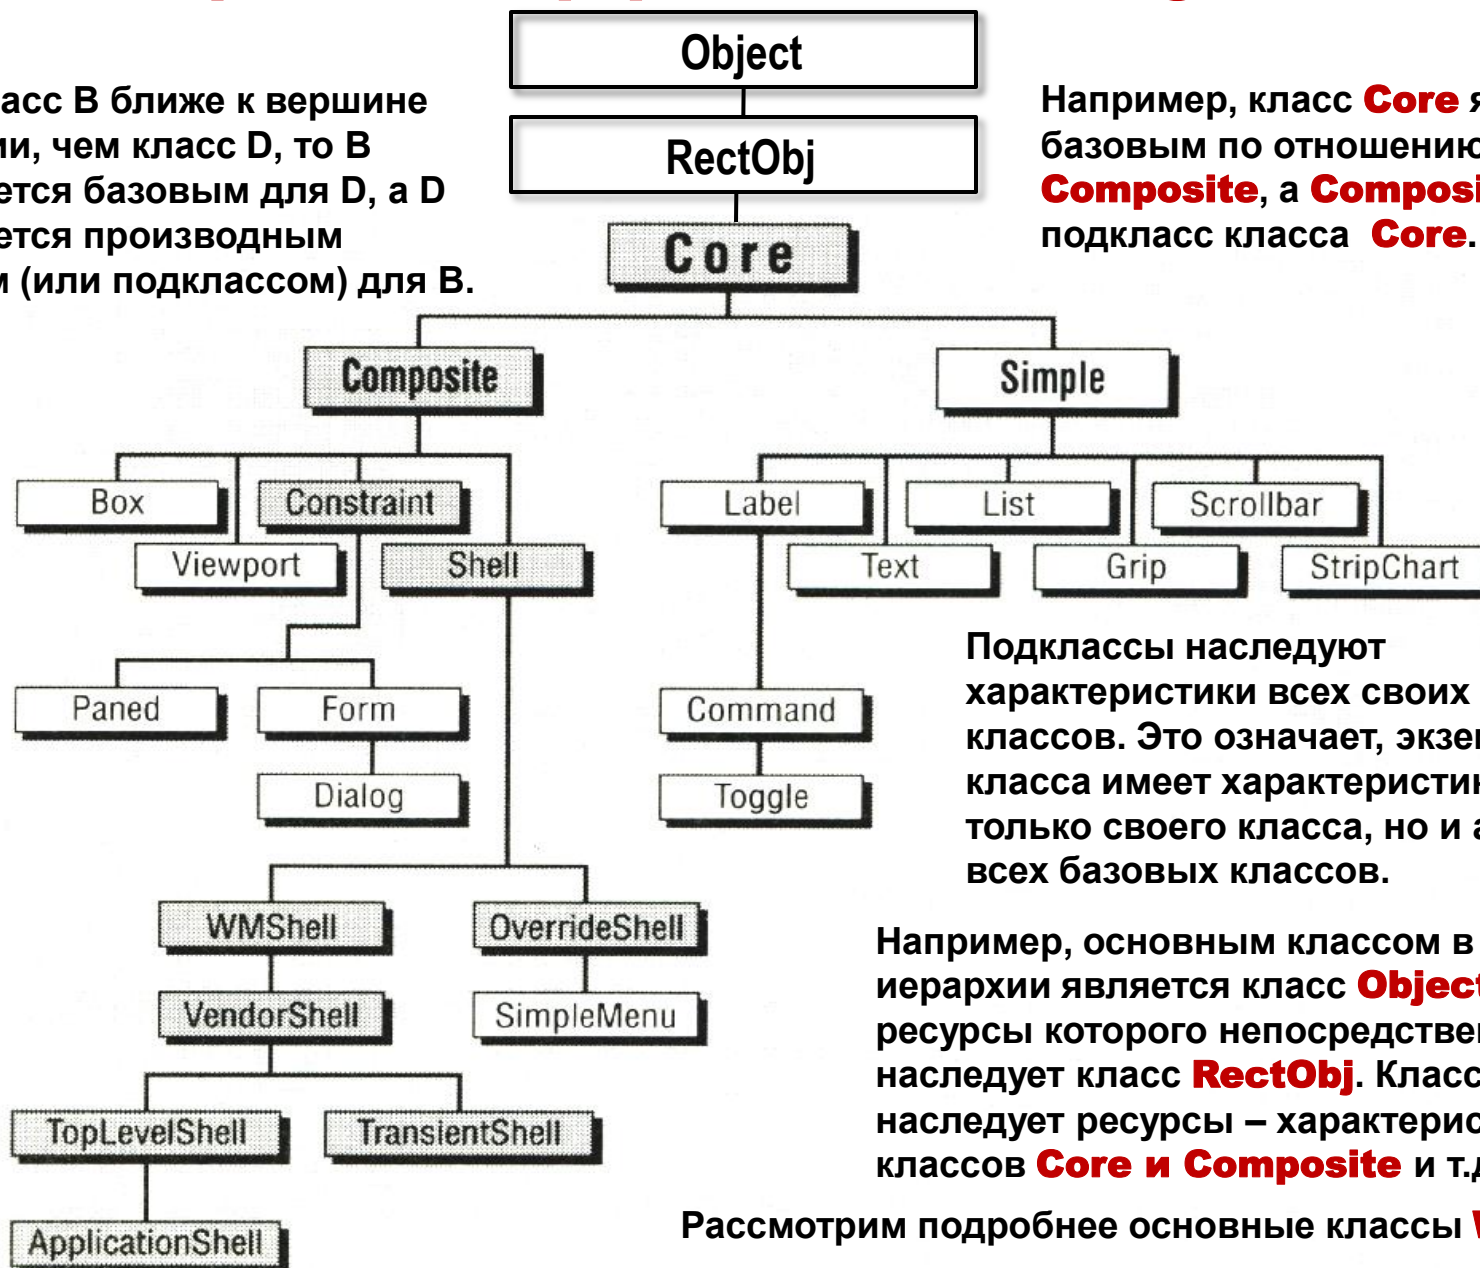 Object
асс B ближе к вершине
ии, чем класс D, то B
ется базовым для D, а D
ется производным
м (или подклассом) для B.
RectObj
Например, класс Core я
базовым по отношению
Composite, а Composi
подкласс класса Core.
Core
Composite
Simple
Box
Constraint
Viewport
Shell
Label
List
Scrollbar
Text
Grip
StripChart
Paned
Form
Dialog
Command
Toggle
Подклассы наследуют
характеристики всех своих
классов. Это означает, экзе
класса имеет характеристи
только своего класса, но и а
всех базовых классов.
WMShell
OverrideShell
VendorShell
SimpleMenu
TopLevelShell
TransientShell
ApplicationShell
Например, основным классом в
иерархии является класс Object
ресурсы которого непосредствен
наследует класс RectObj. Класс
наследует ресурсы – характерис
классов Core и Composite и т.д
Рассмотрим подробнее основные классы